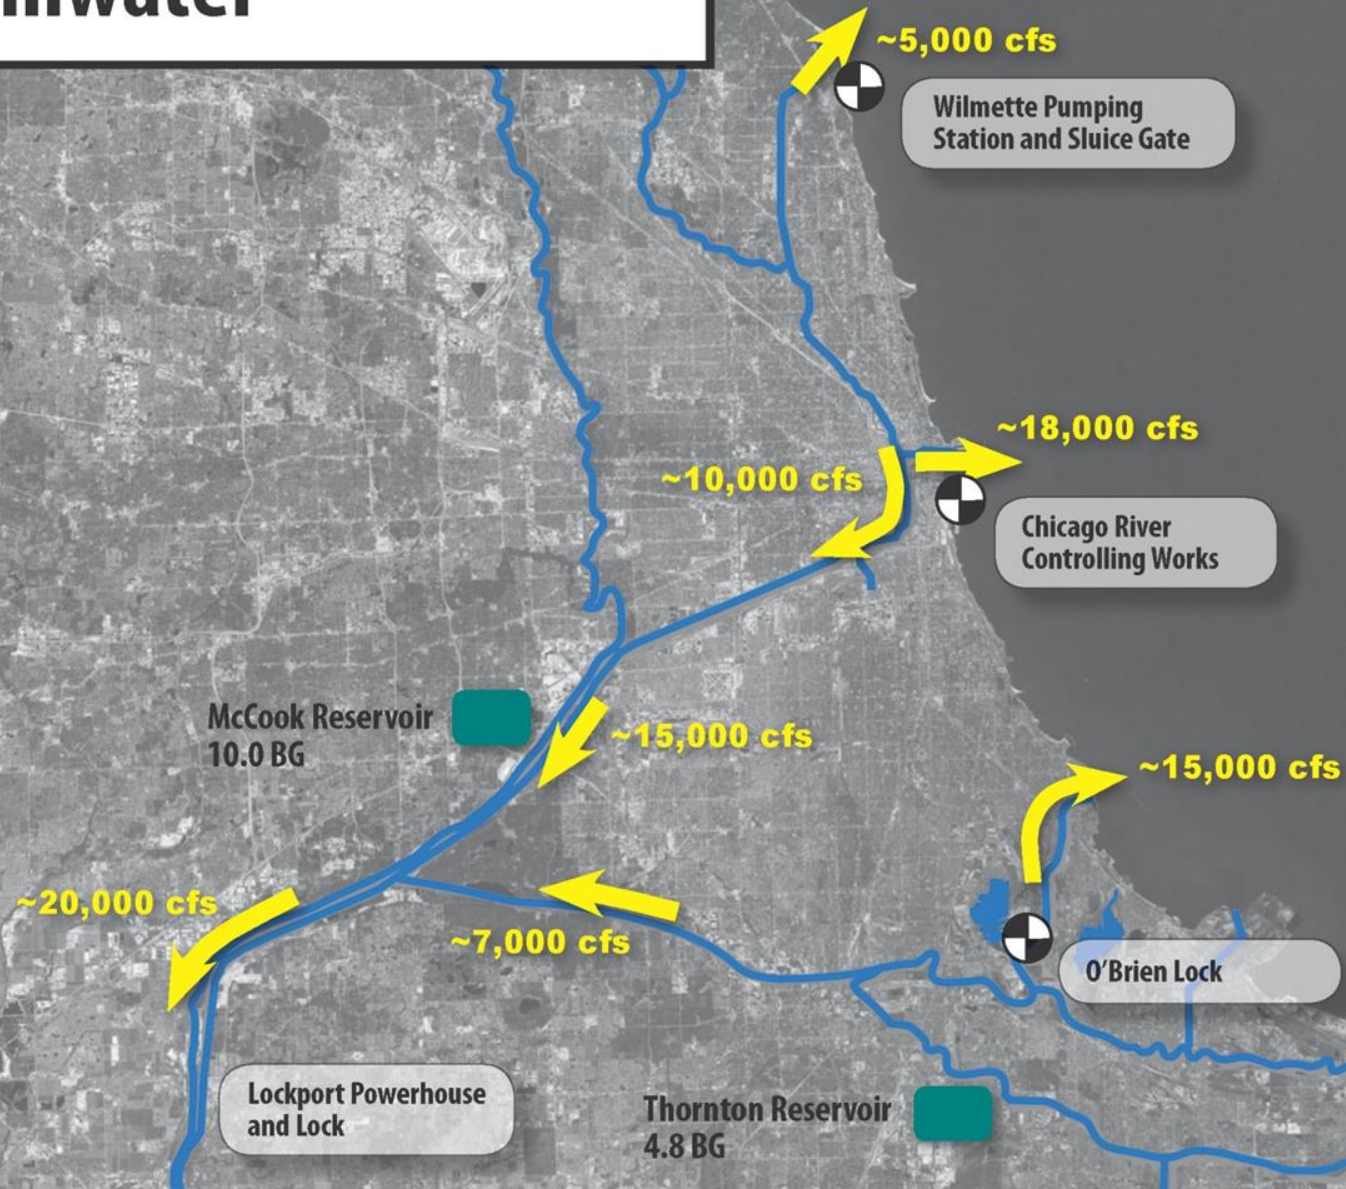 ~5,000 cfs
Wilmette Pumping
Station and Sluice Gate
~18,000 cfs
~10,000 cfs
Chicago River
Controlling Works
McCook Reservoir
10.0 BG
~15,000 cfs
~15,000 cfs
~20,000 cfs
~7,000 cfs
O'Brien Lock
Lockport Powerhouse
and Lock
Thornton Reservoir
4.8 BG